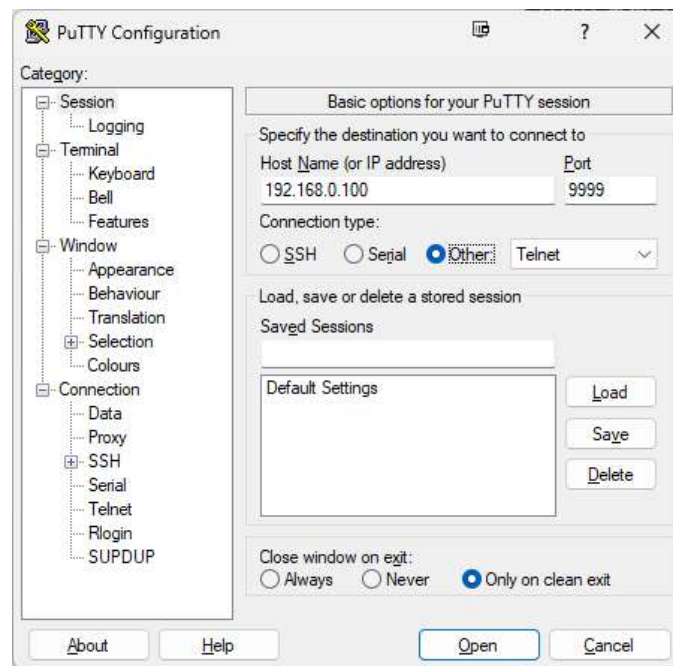 PuTTY Configuration
?
Category:
Session
Logging
Terminal
Keyboard
Bell
Features
Window
Appearance
Behaviour
Translation
Selection
Colours
Connection
Data
Proxy
SSH
Serial
Telnet
Rlogin
SUPDUP
Basic options for your PuTTY session
Specify the destination you want to connect to
Host Name (or IP address) Port
192.168.0.100 9999
Connection type:
SSH Serial Other: Telnet
Load, save or delete a stored session
Saved Sessions
Default Settings
Load
Save
Delete
Close window on exit:
Always Never Only on clean exit
About Help Open Cancel